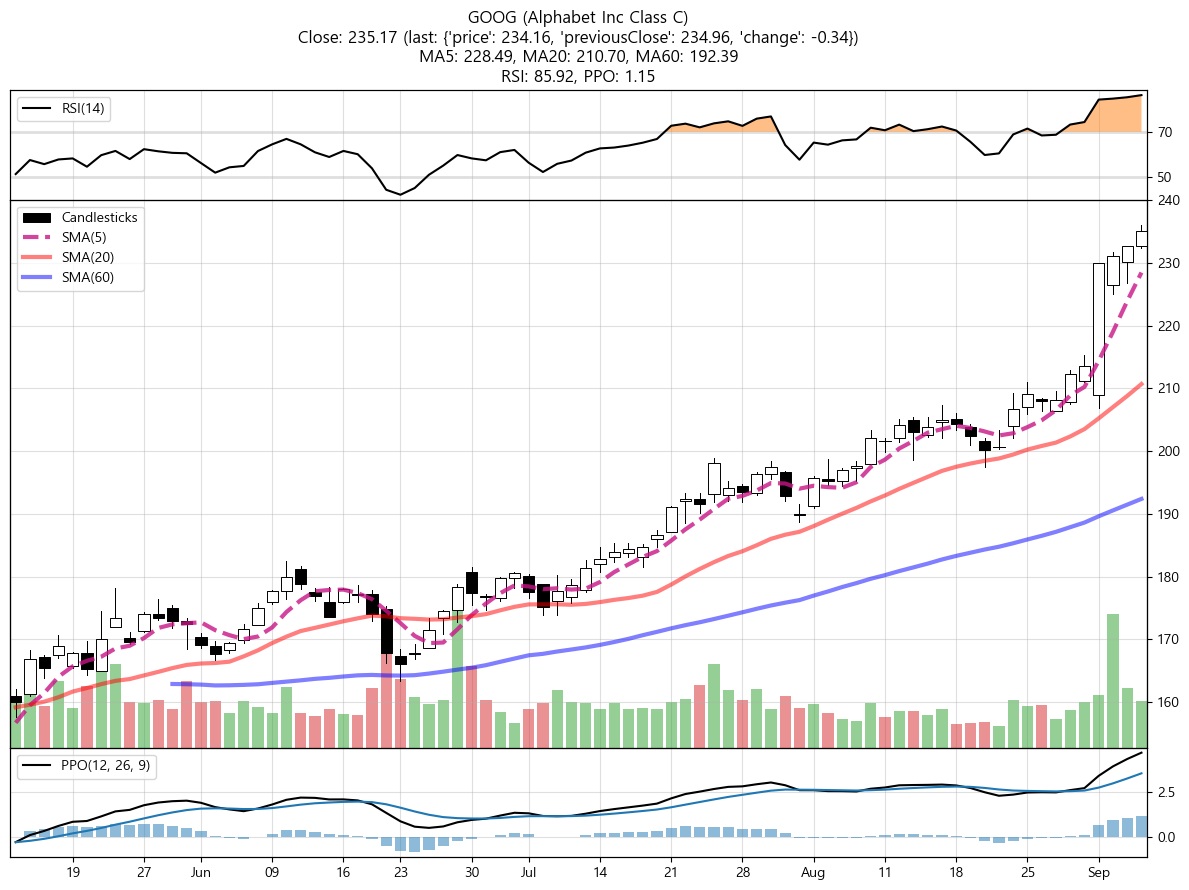 GOOG (Alphabet Inc Class C)
Close: 235.17 (last: {'price': 234.16, 'previousClose': 234.96, 'change': -0.34})
MA5: 228.49, MA20: 210.70, MA60: 192.39
RSI: 85.92, PPO: 1.15
RSI(14)
70
50
240
Candlesticks
SMA(5)
SMA(20)
SMA(60)
230
220
210
200
190
180
170
160
PPO(12, 26, 9)
2.5
0.0
19 27 Jun 09 16 23 30 Jul 14 21 28 Aug 11 18 25 Sep